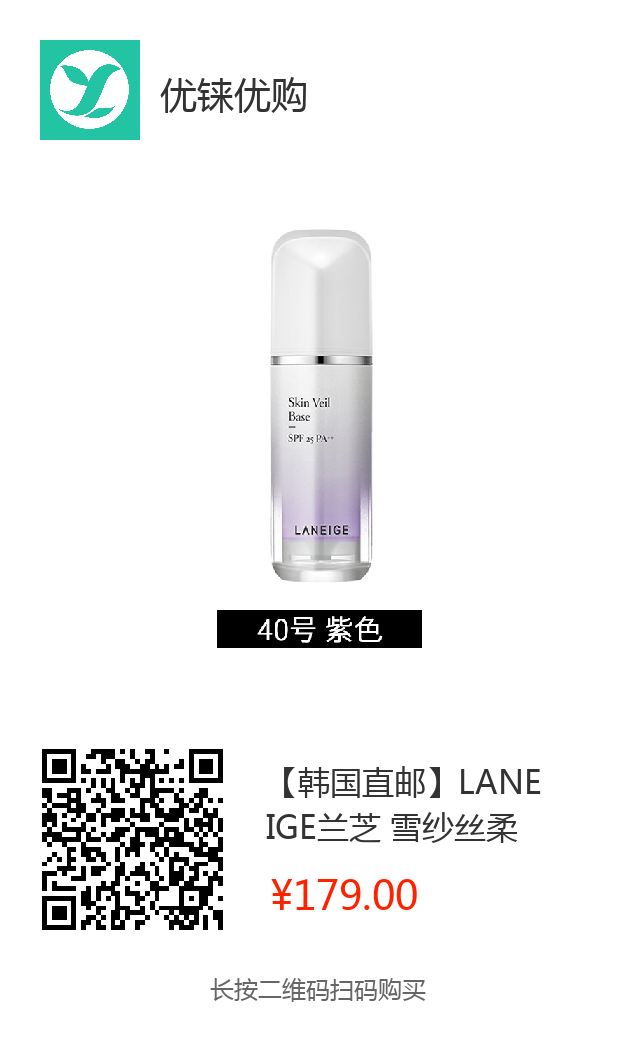 优铼优购
Skin Veil
Base
SPF 25 PA++
LANEIGE
40号 紫色
【韩国直邮】LANE
IGE兰芝 雪纱丝柔
¥179.00
长按二维码扫码购买